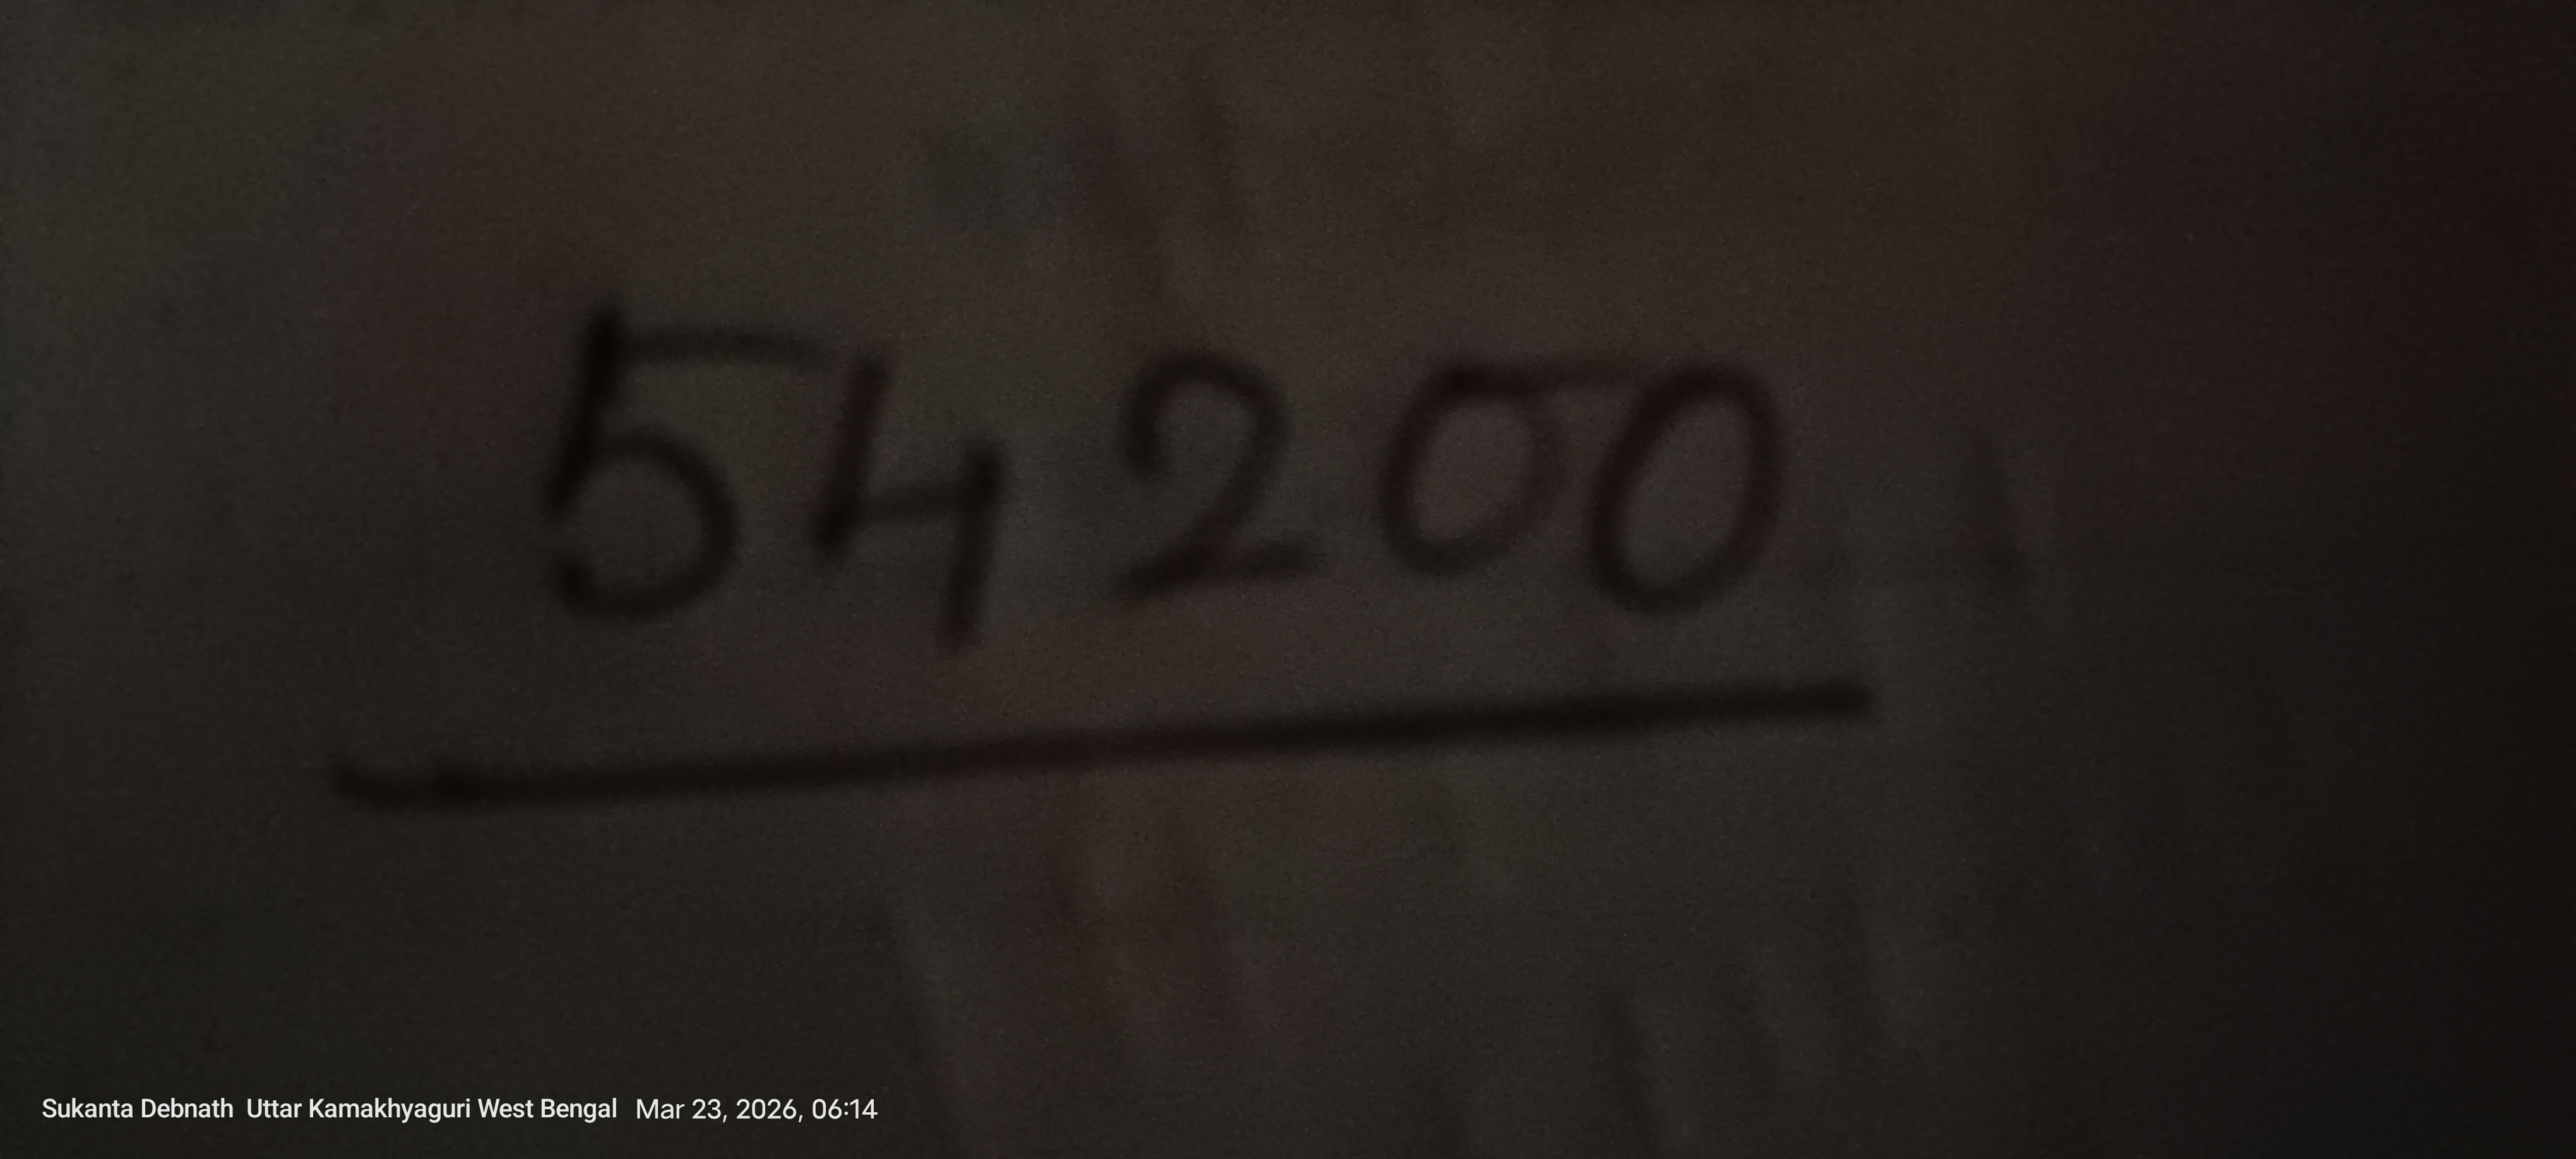 54200
Sukanta Debnath Uttar Kamakhyaguri West Bengal Mar 23, 2026, 06:14